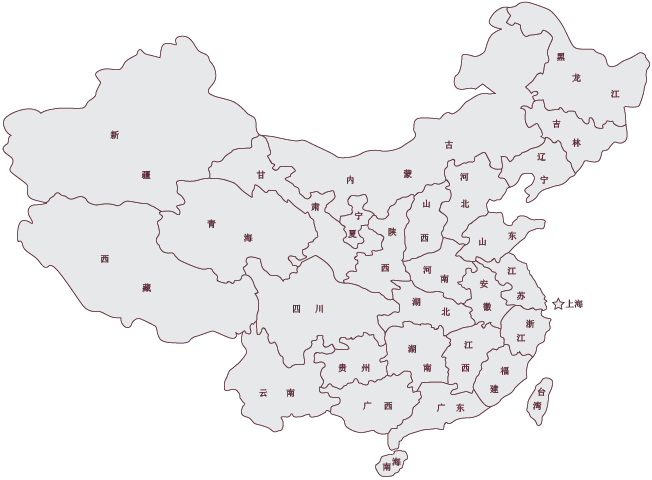 黑龙江
吉林
辽宁
内蒙古
新疆
甘肃
青海
宁夏
陕西
山西
河北
山东
西藏
四川
河南
湖北
安徽
江苏
☆上海
浙江
贵州
湖南
江西
福建
云南
广西
广东
台湾
海南